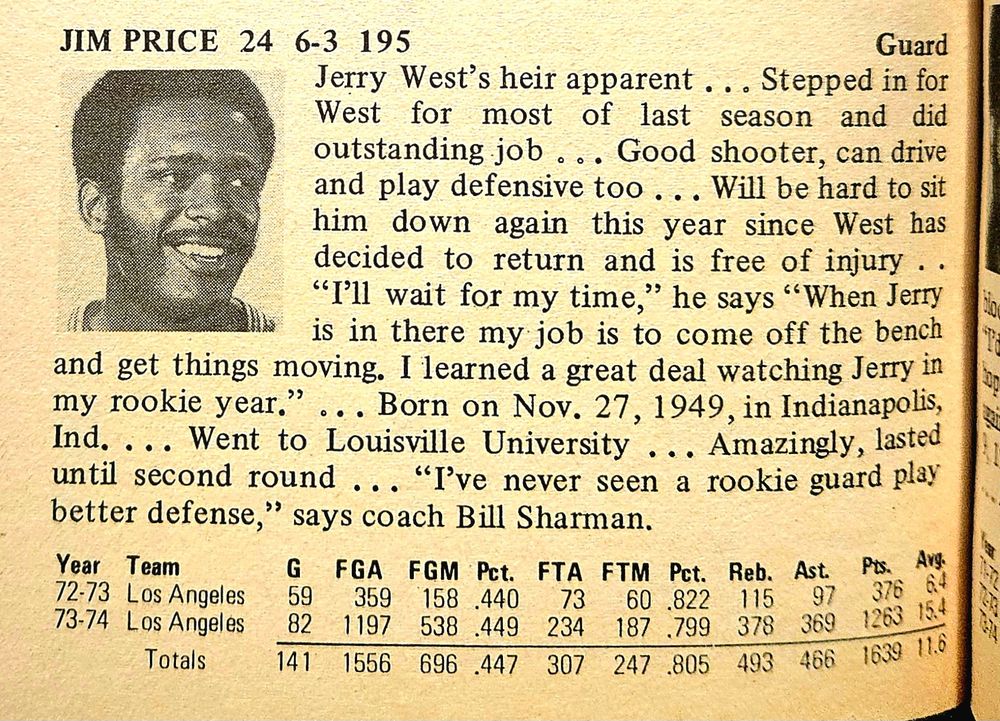 JIM PRICE 24 6-3 195 Guard
Jerry West's heir apparent . . . Stepped in for
West for most of last season and did
outstanding job . . . Good shooter, can drive
and play defensive too . . . Will be hard to sit
him down again this year since West has
decided to return and is free of injury . .
“I'll wait for my time,” he says “When Jerry
is in there my job is to come off the bench
and get things moving. I learned a great deal watching Jerry in
my rookie year.” . . . Born on Nov. 27, 1949, in Indianapolis,
Ind. . . . Went to Louisville University . . . Amazingly, lasted
until second round . . . “I've never seen a rookie guard play
better defense,” says coach Bill Sharman.
Year Team G FGA FGM Pct. FTA FTM Pct. Reb. Ast. Pts. Avg.
72-73 Los Angeles 59 359 158 .440 73 60 .822 115 97 376 6.4
73-74 Los Angeles 82 1197 538 .449 234 187 .799 378 369 1263 15.4
Totals 141 1556 696 .447 307 247 .805 493 466 1639 11.6